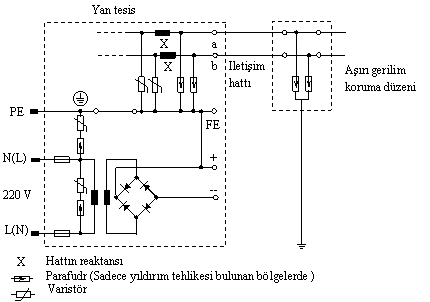 Yan tesis
X
a
X
b
Iletişim
hattı
Aşırı gerilim
koruma düzeni
PE
FE
N(L)
+
220 V
--
L(N)
X Hattın reaktansı
Parafudr (Sadece yıldırım tehlikesi bulunan bölgelerde )
Varistör